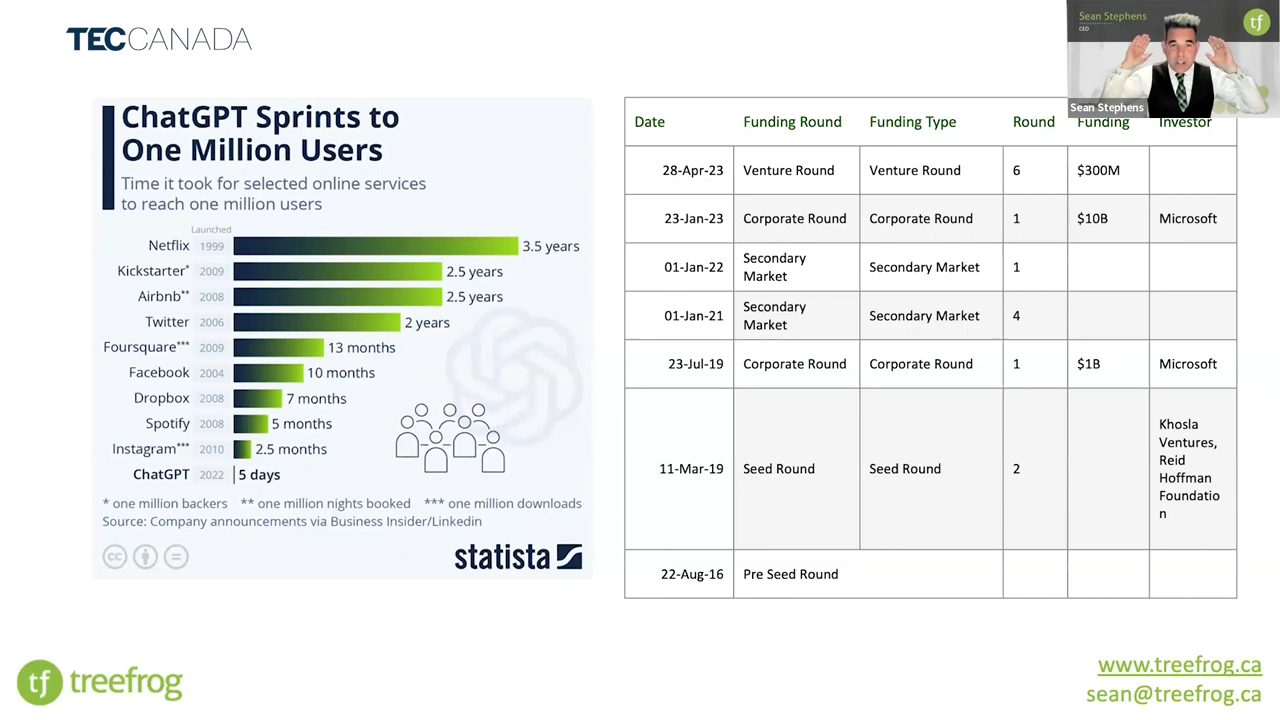 TECCANADA
Sean Stephens
CEO
tf
Sean Stephens
ChatGPT Sprints to
One Million Users
Time it took for selected online services
to reach one million users
Launched
Netflix 1999 3.5 years
Kickstarter* 2009 2.5 years
Airbnb** 2008 2.5 years
Twitter 2006 2 years
Foursquare*** 2009 13 months
Facebook 2004 10 months
Dropbox 2008 7 months
Spotify 2008 5 months
Instagram*** 2010 2.5 months
ChatGPT 2022 5 days
* one million backers ** one million nights booked *** one million downloads
Source: Company announcements via Business Insider/Linkedin
cc
statista
Date Funding Round Funding Type Round Funding Investor
28-Apr-23 Venture Round Venture Round 6 $300M
23-Jan-23 Corporate Round Corporate Round 1 $10B Microsoft
01-Jan-22 Secondary
Market Secondary Market 1
01-Jan-21 Secondary
Market Secondary Market 4
23-Jul-19 Corporate Round Corporate Round 1 $1B Microsoft
11-Mar-19 Seed Round Seed Round 2 Khosla
Ventures,
Reid
Hoffman
Foundatio
n
22-Aug-16 Pre Seed Round
tf treefrog
www.treefrog.ca
sean@treefrog.ca